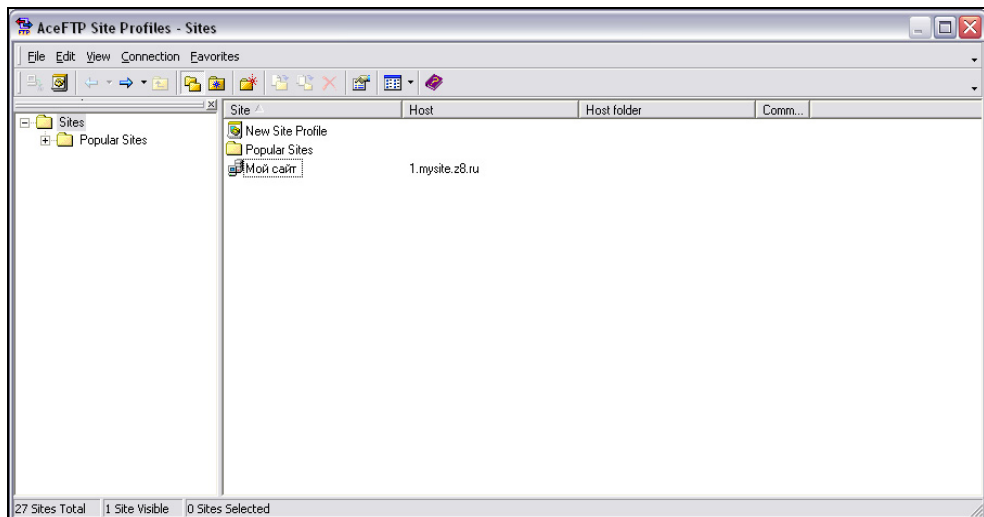 AceFTP Site Profiles - Sites
File Edit View Connection Favorites
Site Host Host folder Comm...
Sites
Popular Sites
New Site Profile
Popular Sites
Мой сайт 1.mysite.z8.ru
27 Sites Total 1 Site Visible 0 Sites Selected